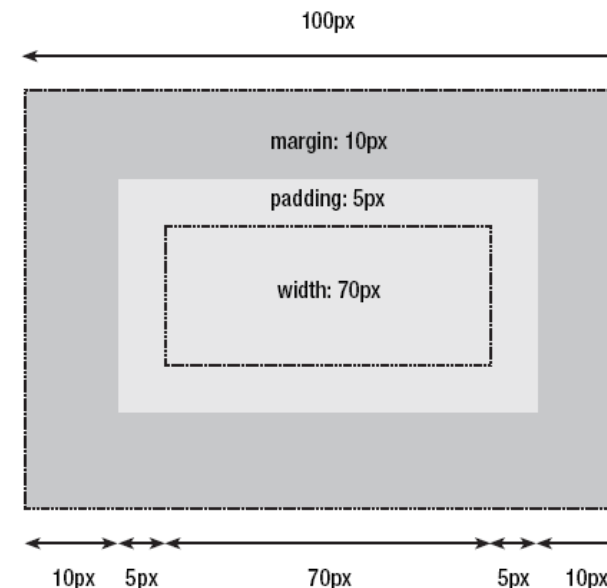 100px
margin: 10px
padding: 5px
width: 70px
10px 5px 70px 5px 10px